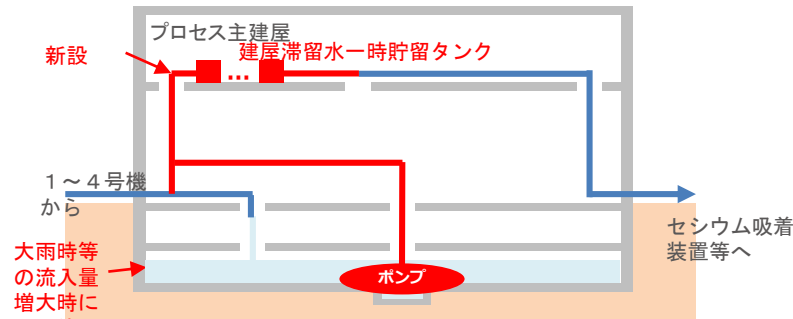 プロセス主建屋
新設
建屋滞留水一時貯留タンク
…
１～４号機
から
セシウム吸着
装置等へ
大雨時等
の流入量
増大時に
ポンプ